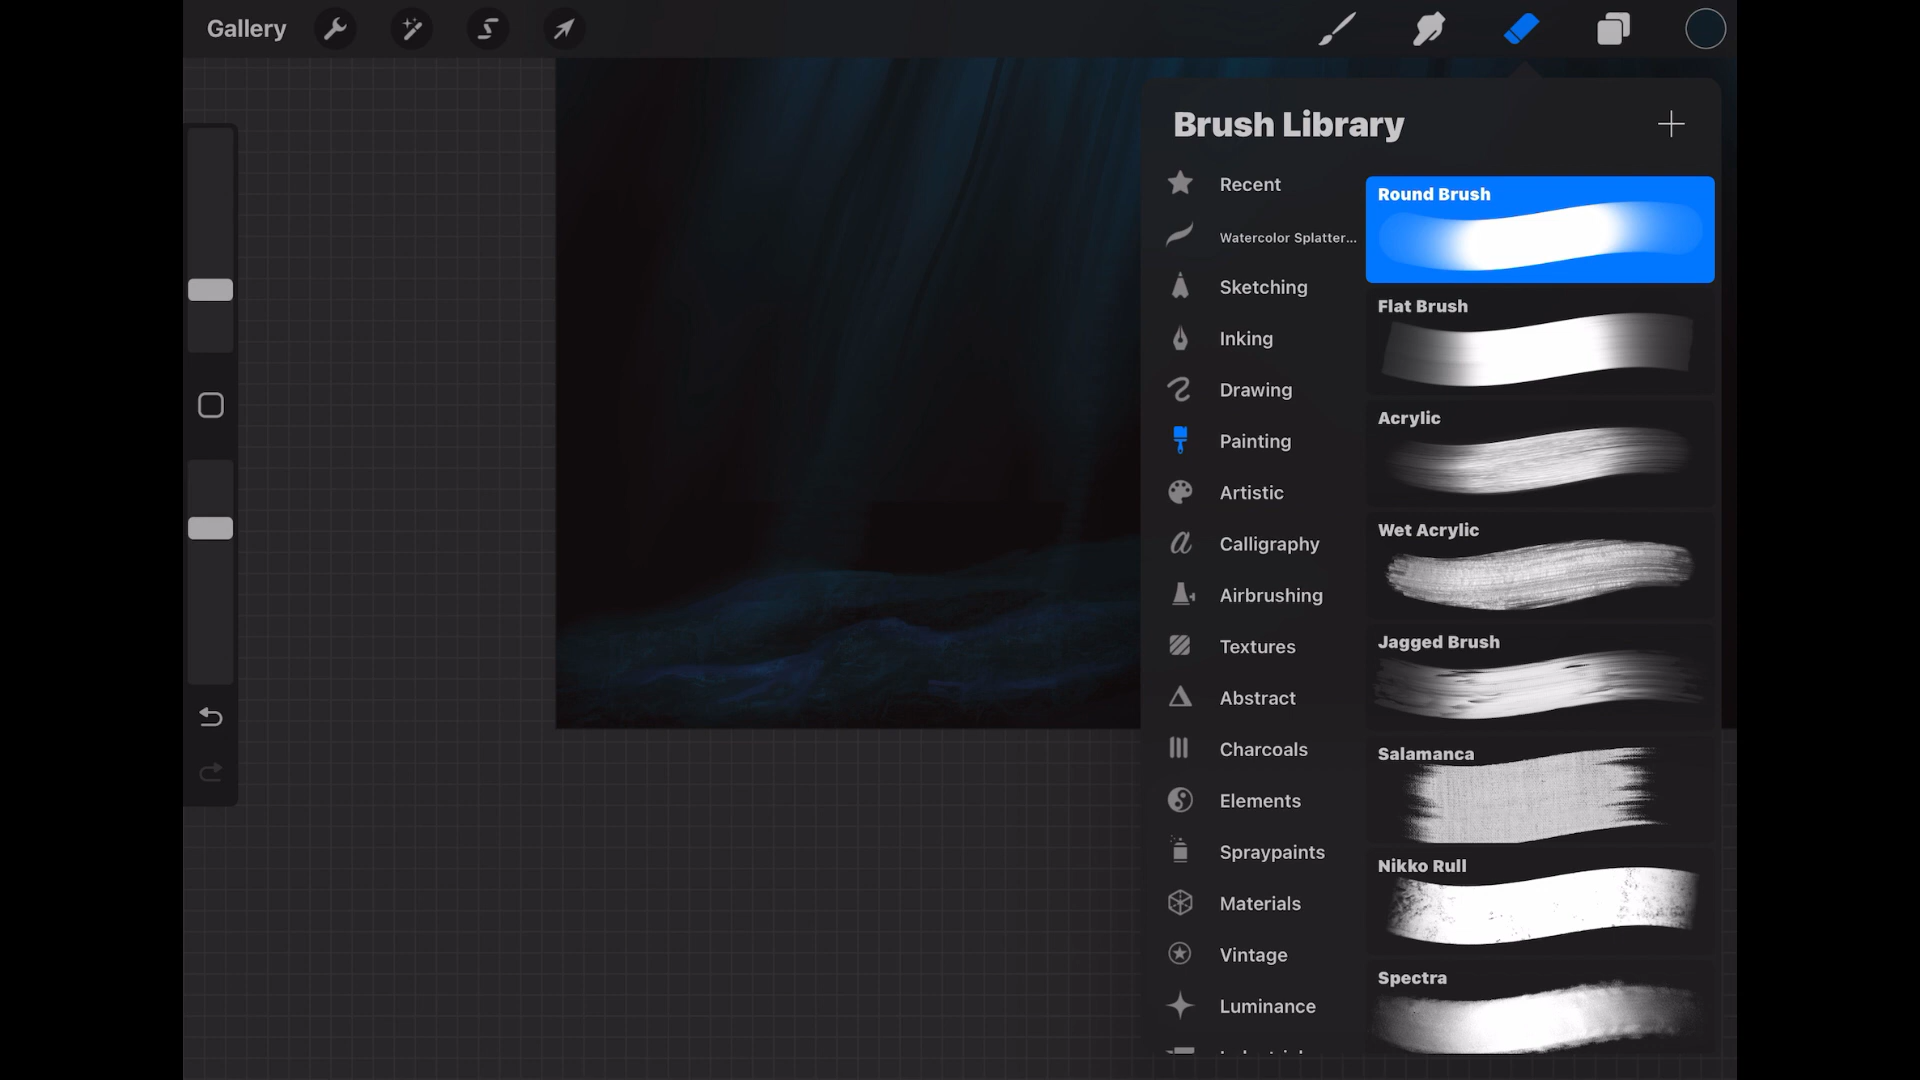 Gallery
Brush Library
Recent
Watercolor Splatter...
Sketching
Inking
Drawing
Painting
Artistic
Calligraphy
Airbrushing
Textures
Abstract
Charcoals
Elements
Spraypaints
Materials
Vintage
Luminance
Round Brush
Flat Brush
Acrylic
Wet Acrylic
Jagged Brush
Salamanca
Nikko Rull
Spectra